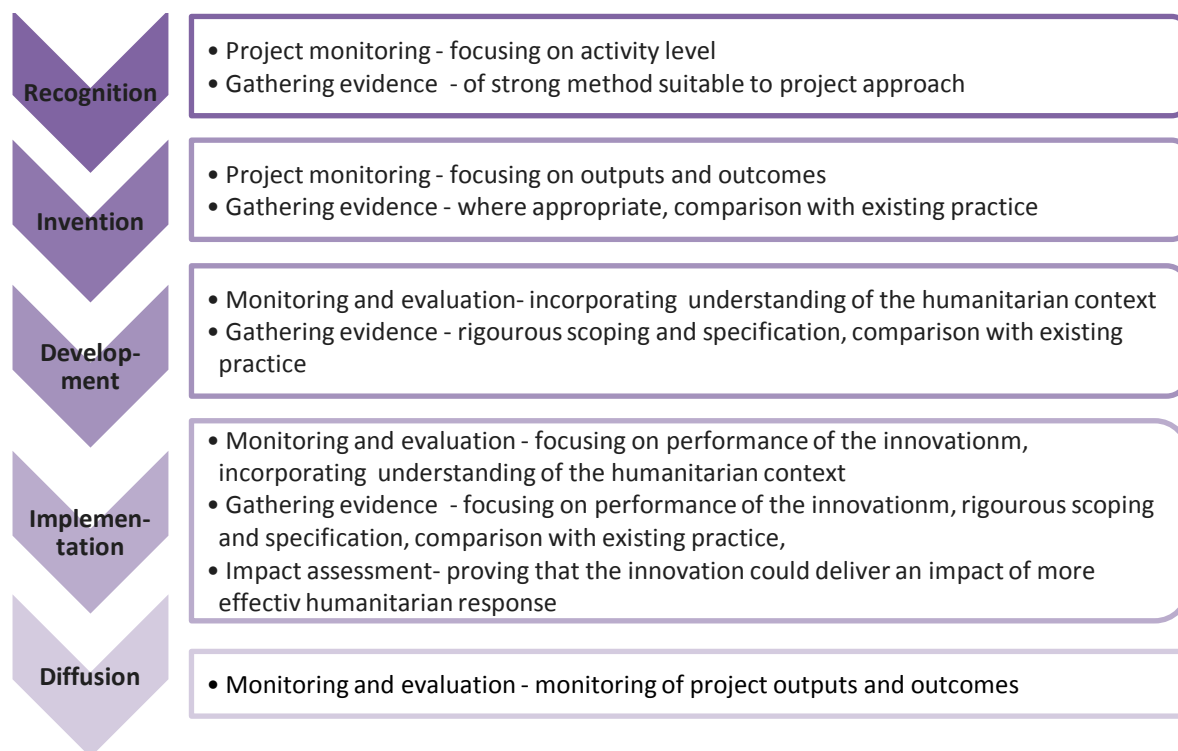 Recognition
• Project monitoring - focusing on activity level
• Gathering evidence - of strong method suitable to project approach
Invention
• Project monitoring - focusing on outputs and outcomes
• Gathering evidence - where appropriate, comparison with existing practice
Develop-
ment
• Monitoring and evaluation- incorporating understanding of the humanitarian context
• Gathering evidence - rigourous scoping and specification, comparison with existing
practice
Implemen-
tation
• Monitoring and evaluation - focusing on performance of the innovationm,
incorporating understanding of the humanitarian context
• Gathering evidence - focusing on performance of the innovationm, rigourous scoping
and specification, comparison with existing practice,
• Impact assessment- proving that the innovation could deliver an impact of more
effectiv humanitarian response
Diffusion
• Monitoring and evaluation - monitoring of project outputs and outcomes